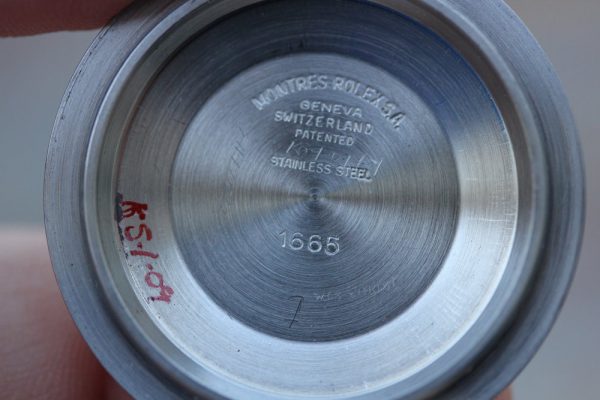 MONTRES ROLEX S.A.
GENEVA
SWITZERLAND
PATENTED
STAINLESS STEEL
1665